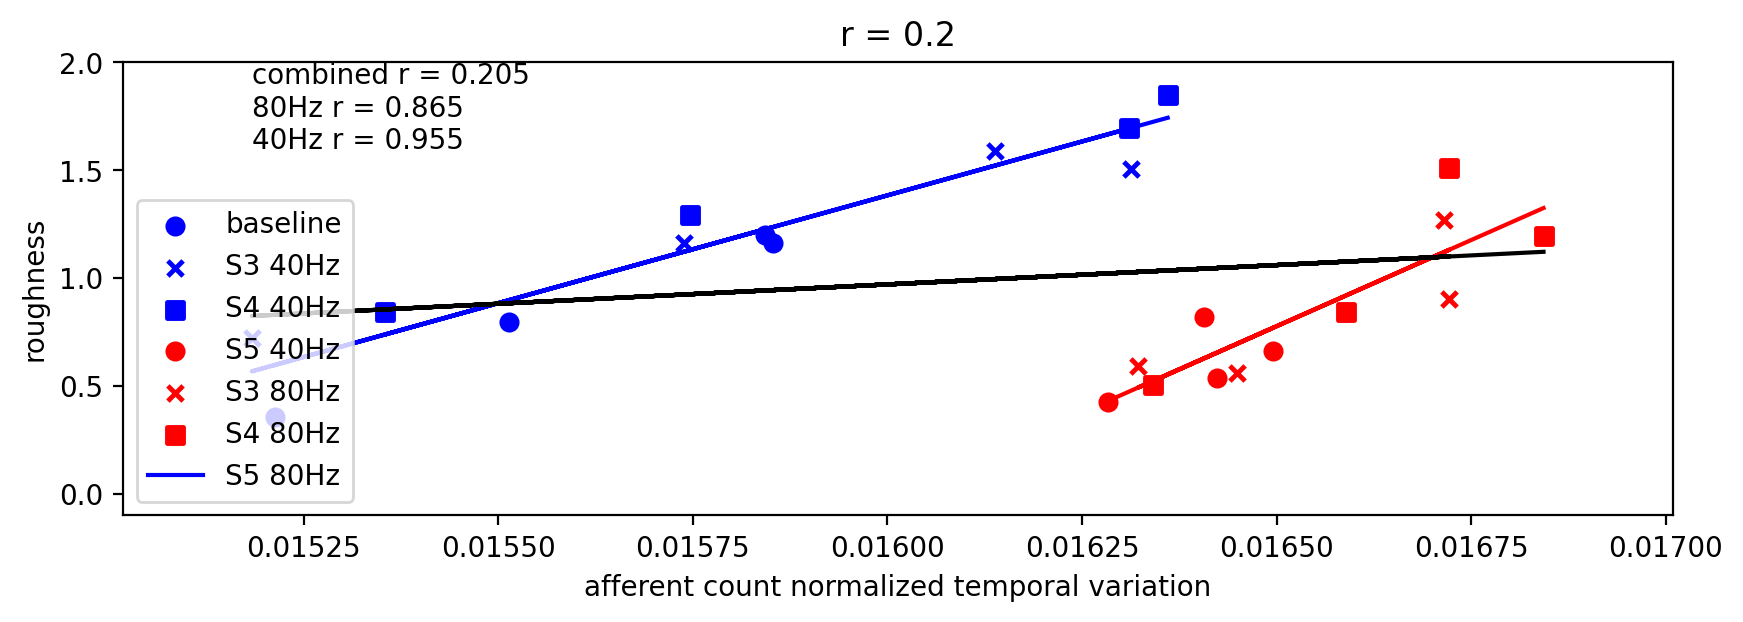 r = 0.2
combined r = 0.205
80Hz r = 0.865
40Hz r = 0.955
baseline
S3 40Hz
S4 40Hz
S5 40Hz
S3 80Hz
S4 80Hz
S5 80Hz
roughness
2.0
1.5
1.0
0.5
0.0
0.01525 0.01550 0.01575 0.01600 0.01625 0.01650 0.01675 0.01700
afferent count normalized temporal variation